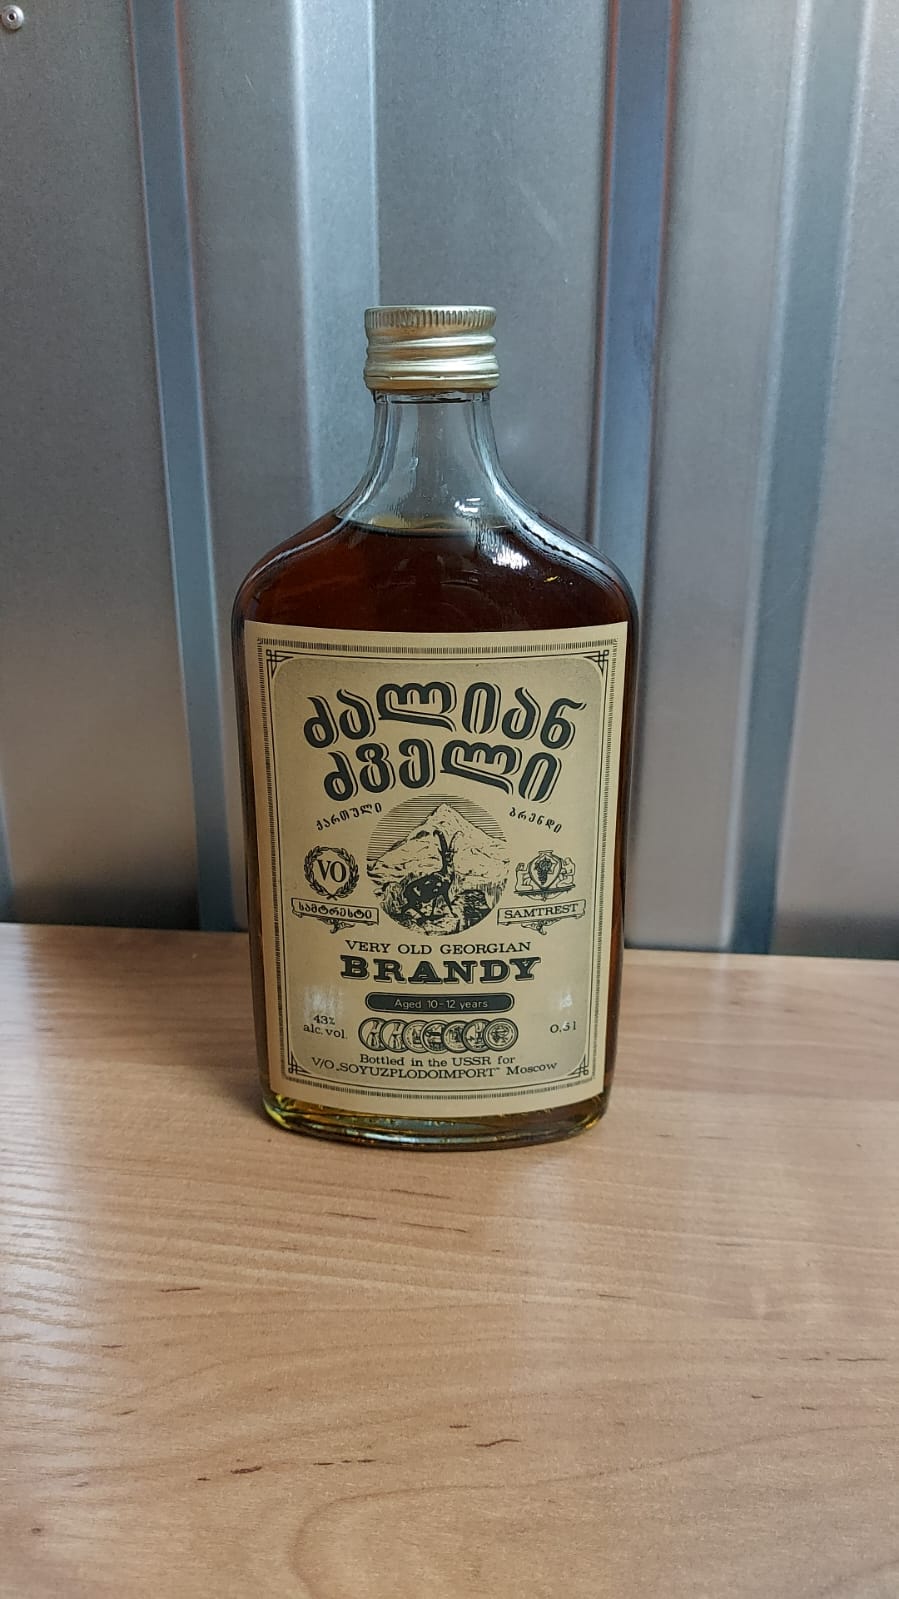 ძალიან
ძველი
ქართული ბრენდი
VO
სამტრესტი SAMTREST
VERY OLD GEORGIAN
BRANDY
Aged 10-12 years
43%
alc. vol. 0,5 l
Bottled in the USSR for
V/O „SOYUZPLODOIMPORT” Moscow